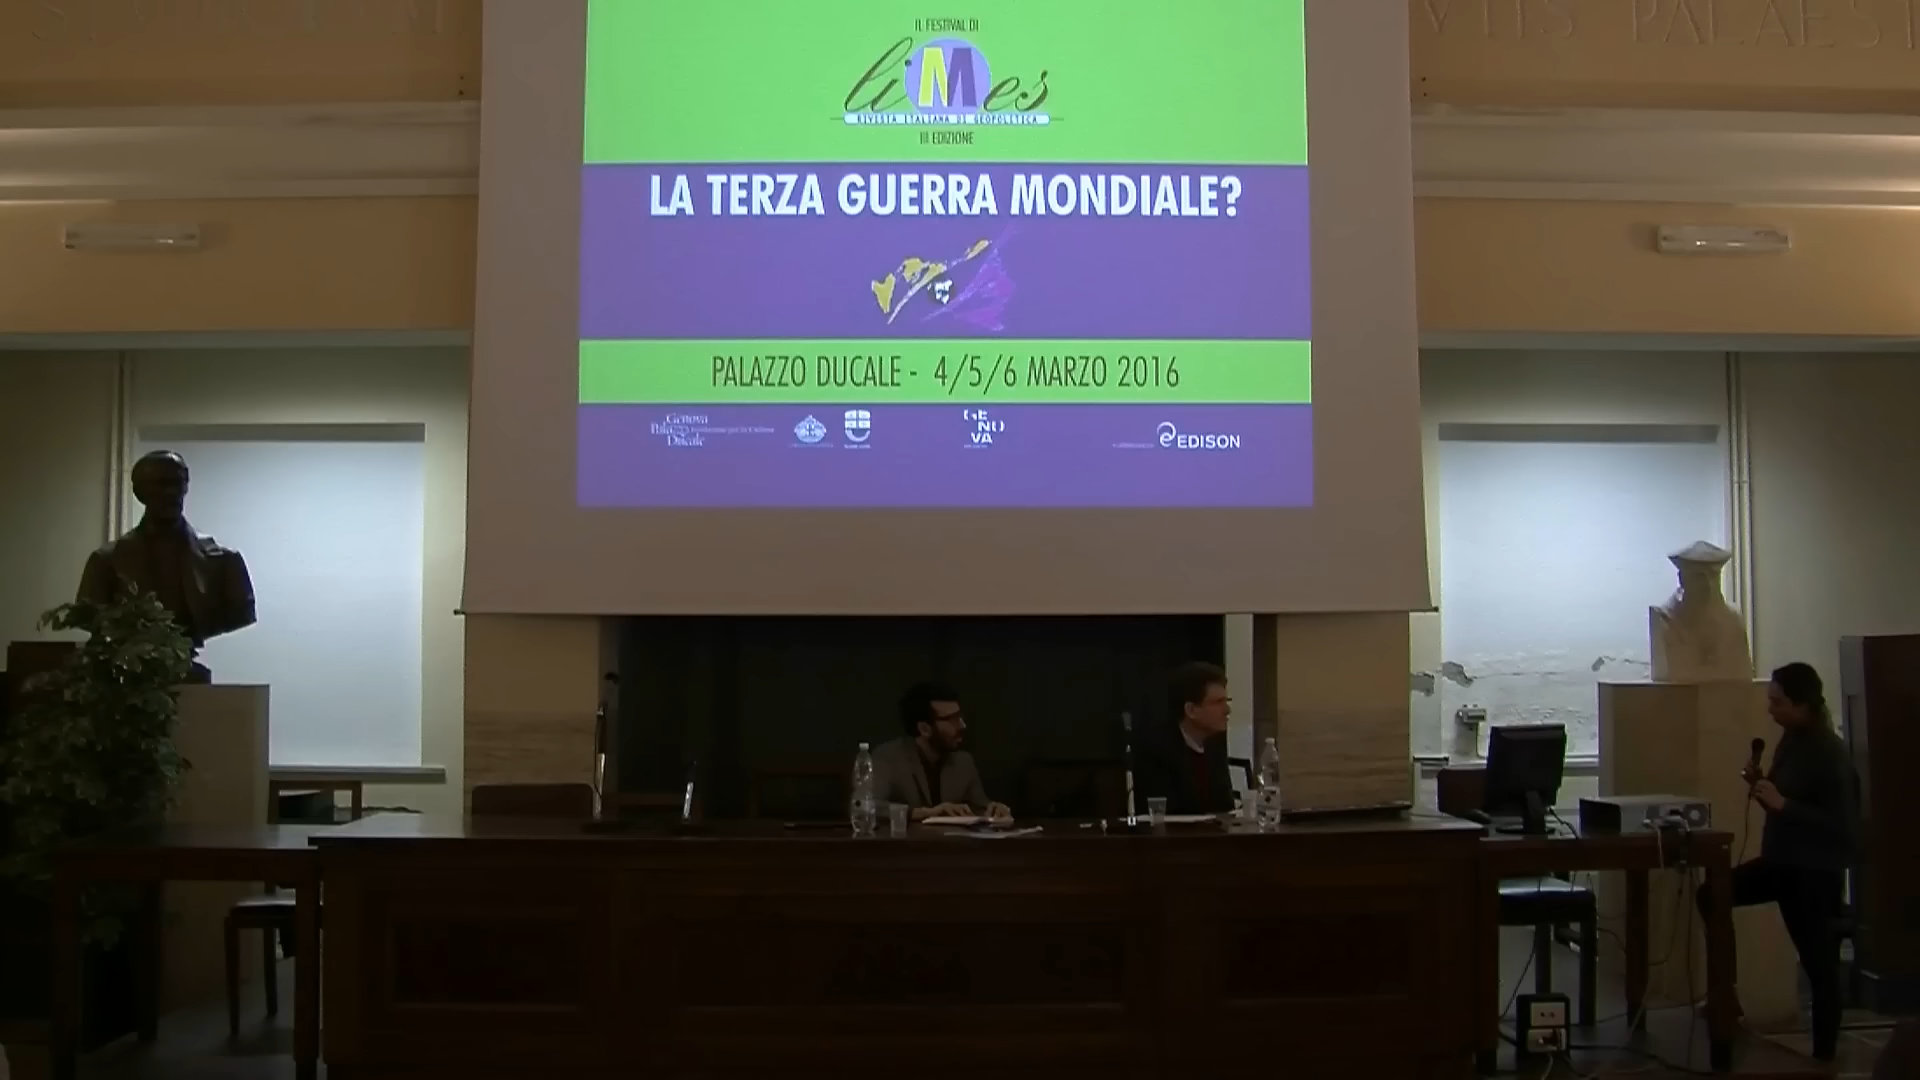 IL FESTIVAL DI
liMes
RIVISTA ITALIANA DI GEOPOLITICA
III EDIZIONE
LA TERZA GUERRA MONDIALE?
PALAZZO DUCALE - 4/5/6 MARZO 2016
Genova
Palazzo
Ducale
GE
NO
VA
EDISON